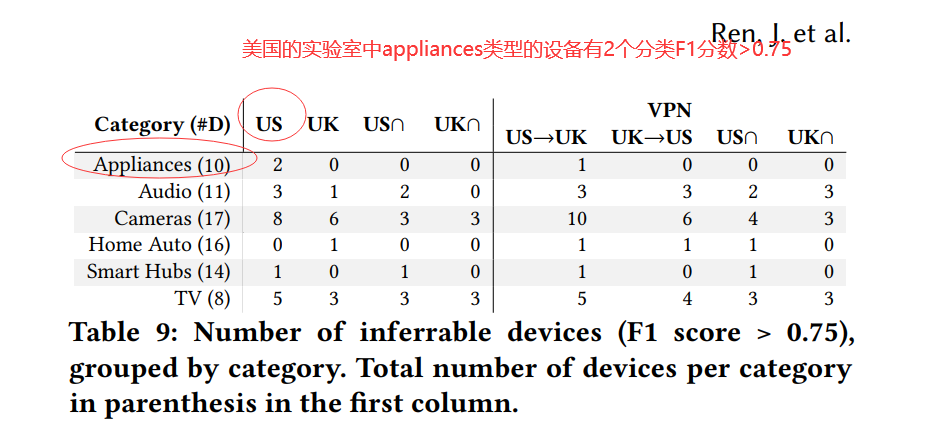 Ren, J. et al.
美国的实验室中appliances类型的设备有2个分类F1分数>0.75
VPN
Category (#D) US UK US∩ UK∩ US→UK UK→US US∩ UK∩
Appliances (10) 2 0 0 0 1 0 0 0
Audio (11) 3 1 2 0 3 3 2 3
Cameras (17) 8 6 3 3 10 6 4 3
Home Auto (16) 0 1 0 0 1 1 1 0
Smart Hubs (14) 1 0 1 0 1 0 1 0
TV (8) 5 3 3 3 5 4 3 3
Table 9: Number of inferrable devices (F1 score > 0.75),
grouped by category. Total number of devices per category
in parenthesis in the first column.